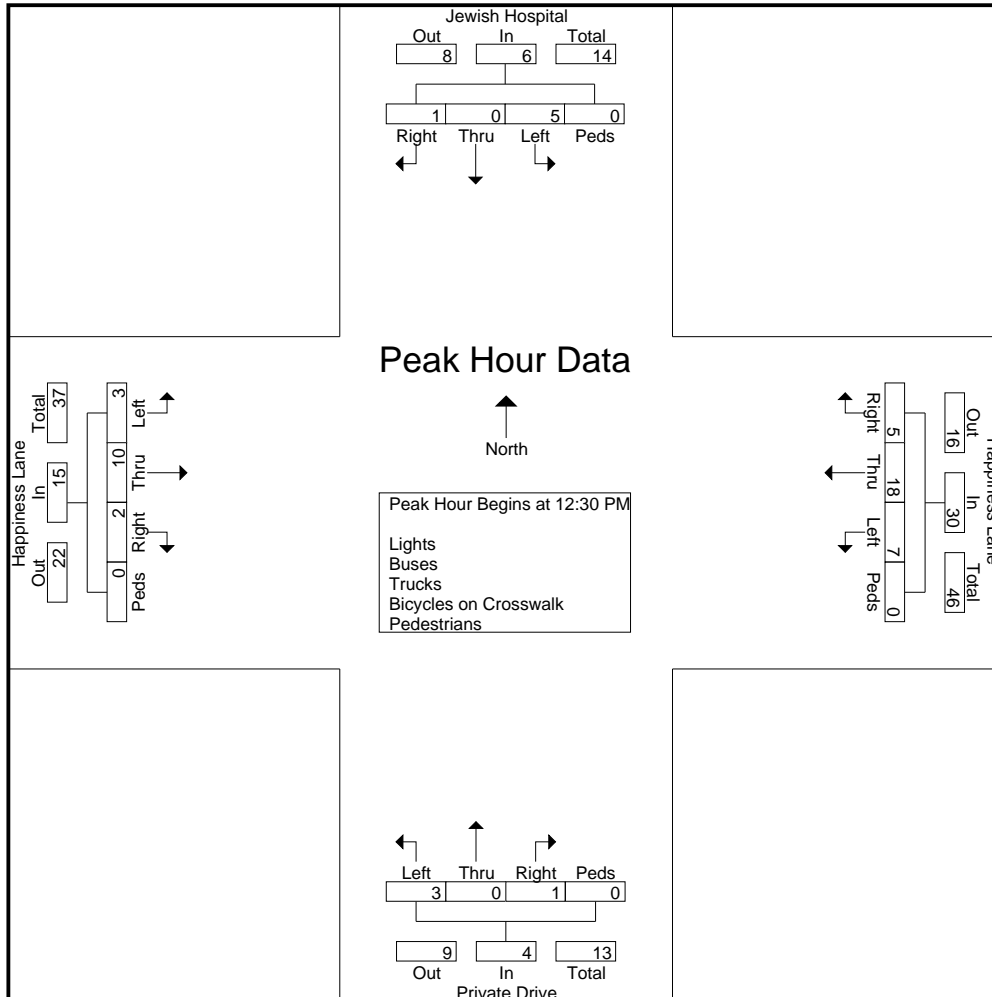 Jewish Hospital
Out In Total
8 6 14
1 0 5 0
Right Thru Left Peds
Peak Hour Data
North
Peak Hour Begins at 12:30 PM
Lights
Buses
Trucks
Bicycles on Crosswalk
Pedestrians
Happiness Lane
Out In Total
22 15 37
Left Thru Right Peds
3 10 2 0
Happiness Lane
Out In Total
16 30 46
5 18 7 0
Right Thru Left Peds
Left Thru Right Peds
3 0 1 0
9 4 13
Out In Total
Private Drive